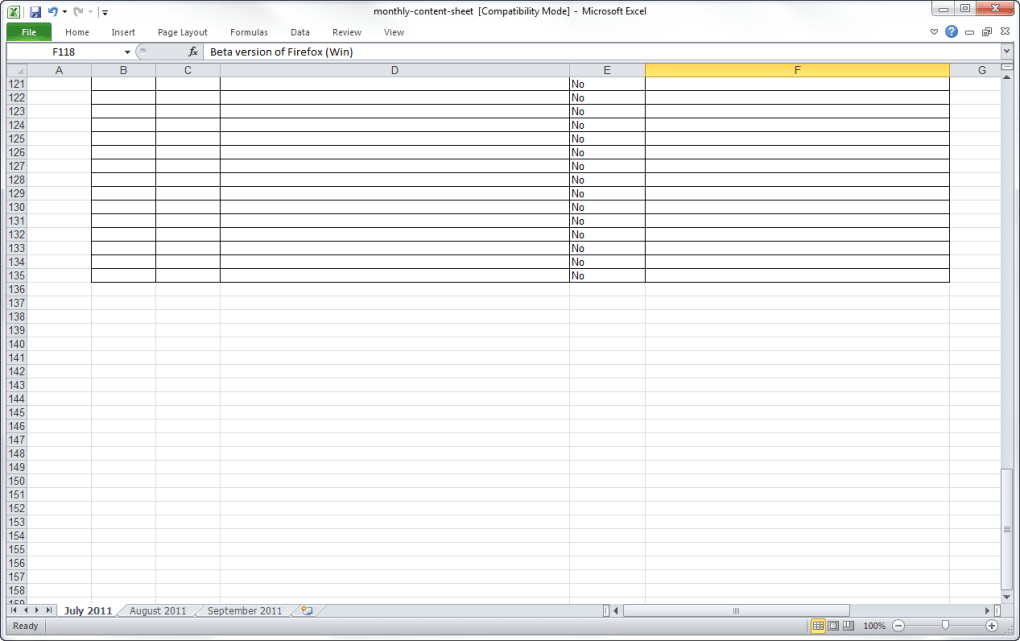 monthly-content-sheet [Compatibility Mode] - Microsoft Excel
File Home Insert Page Layout Formulas Data Review View
F118 fx Beta version of Firefox (Win)
A B C D E F G
121 No
122 No
123 No
124 No
125 No
126 No
127 No
128 No
129 No
130 No
131 No
132 No
133 No
134 No
135 No
136
137
138
139
140
141
142
143
144
145
146
147
148
149
150
151
152
153
154
155
156
157
158
159
July 2011 August 2011 September 2011
Ready 100%